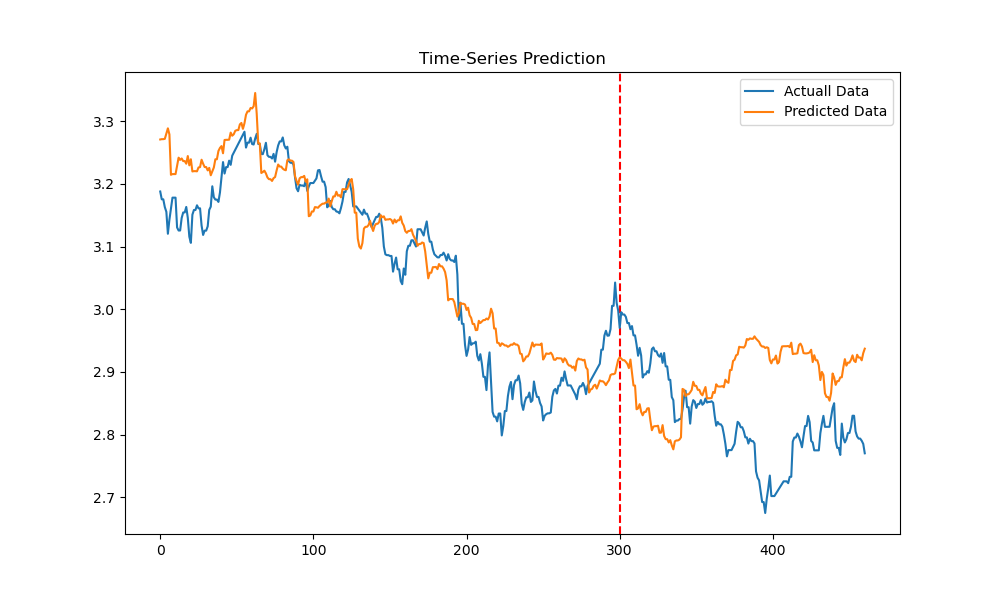 Time-Series Prediction
Actuall Data
Predicted Data
3.3
3.2
3.1
3.0
2.9
2.8
2.7
0 100 200 300 400